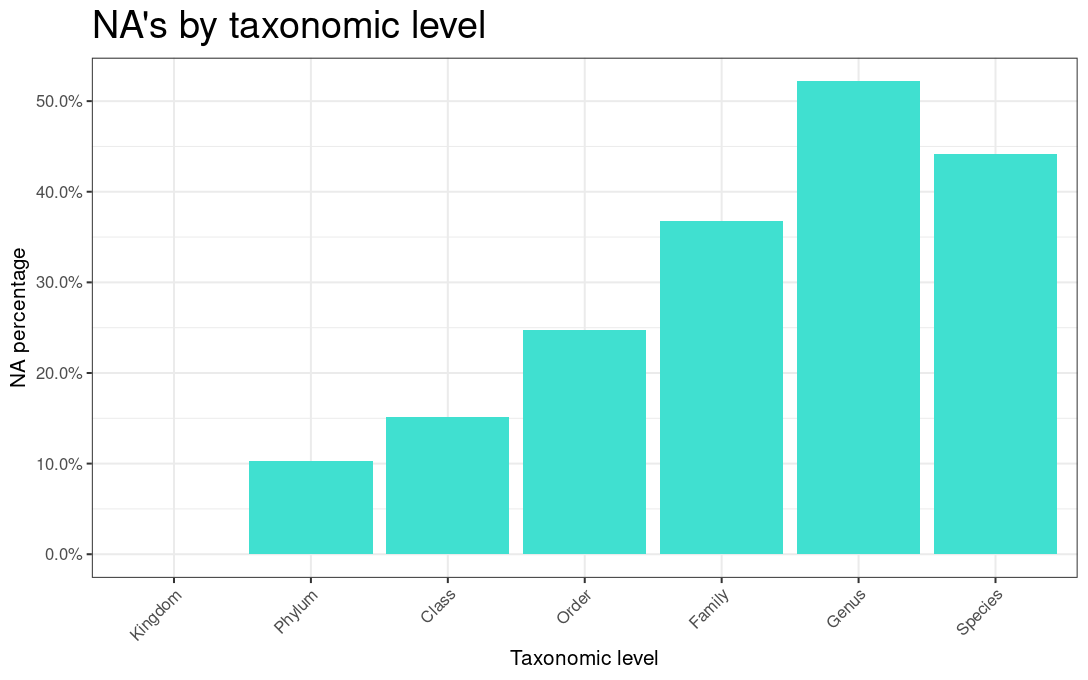 NA's by taxonomic level
NA percentage
50.0%
40.0%
30.0%
20.0%
10.0%
0.0%
Kingdom
Phylum
Class
Order
Family
Genus
Species
Taxonomic level